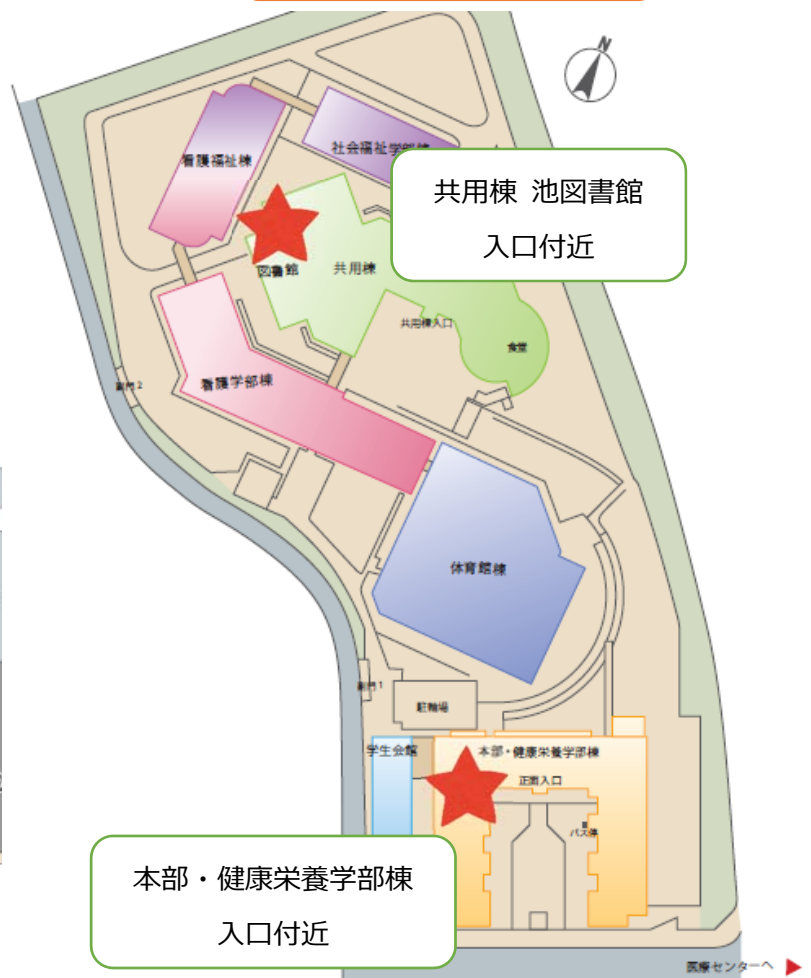 N
看護福祉棟
社会福祉学部棟
共用棟 池図書館
入口付近
図書館
共用棟
共用棟入口
食堂
看護学部棟
副門2
体育館棟
副門1
駐輪場
学生会館
本部・健康栄養学部棟
正面入口
バス停
本部・健康栄養学部棟
入口付近
医療センターへ